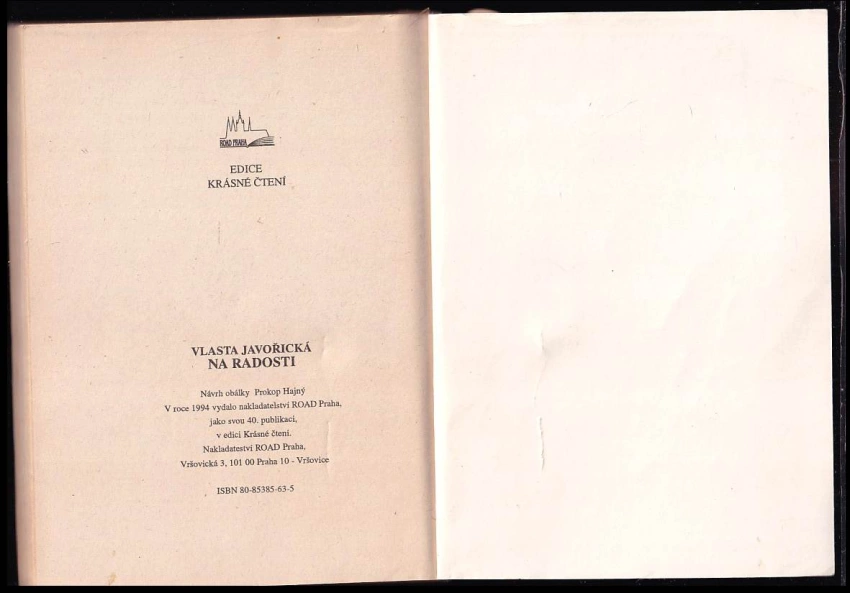 ROAD PRAHA
EDICE
KRÁSNÉ ČTENÍ
VLASTA JAVOŘICKÁ
NA RADOSTI
Návrh obálky Prokop Hajný
V roce 1994 vydalo nakladatelství ROAD Praha,
jako svou 40. publikaci,
v edici Krásné čtení.
Nakladateství ROAD Praha,
Vršovická 3, 101 00 Praha 10 - Vršovice
ISBN 80-85385-63-5